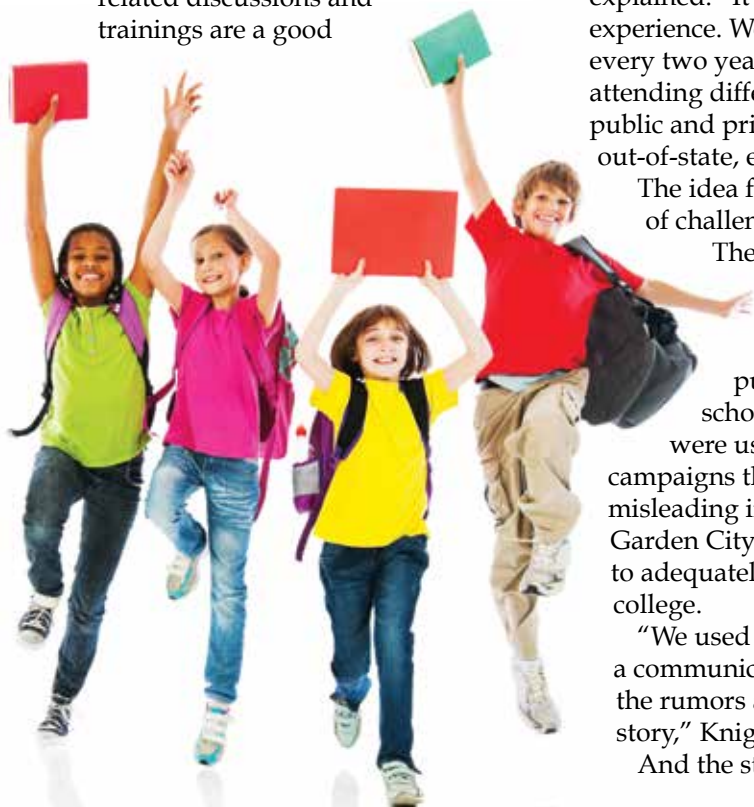 related discussions and
trainings are a good
explained. “It
experience. We
every two yea
attending diffe
public and pri
out-of-state, e
The idea f
of challen
The
pu
scho
were us
campaigns th
misleading i
Garden City
to adequatel
college.
“We used
a communic
the rumors a
story,” Knig
And the st